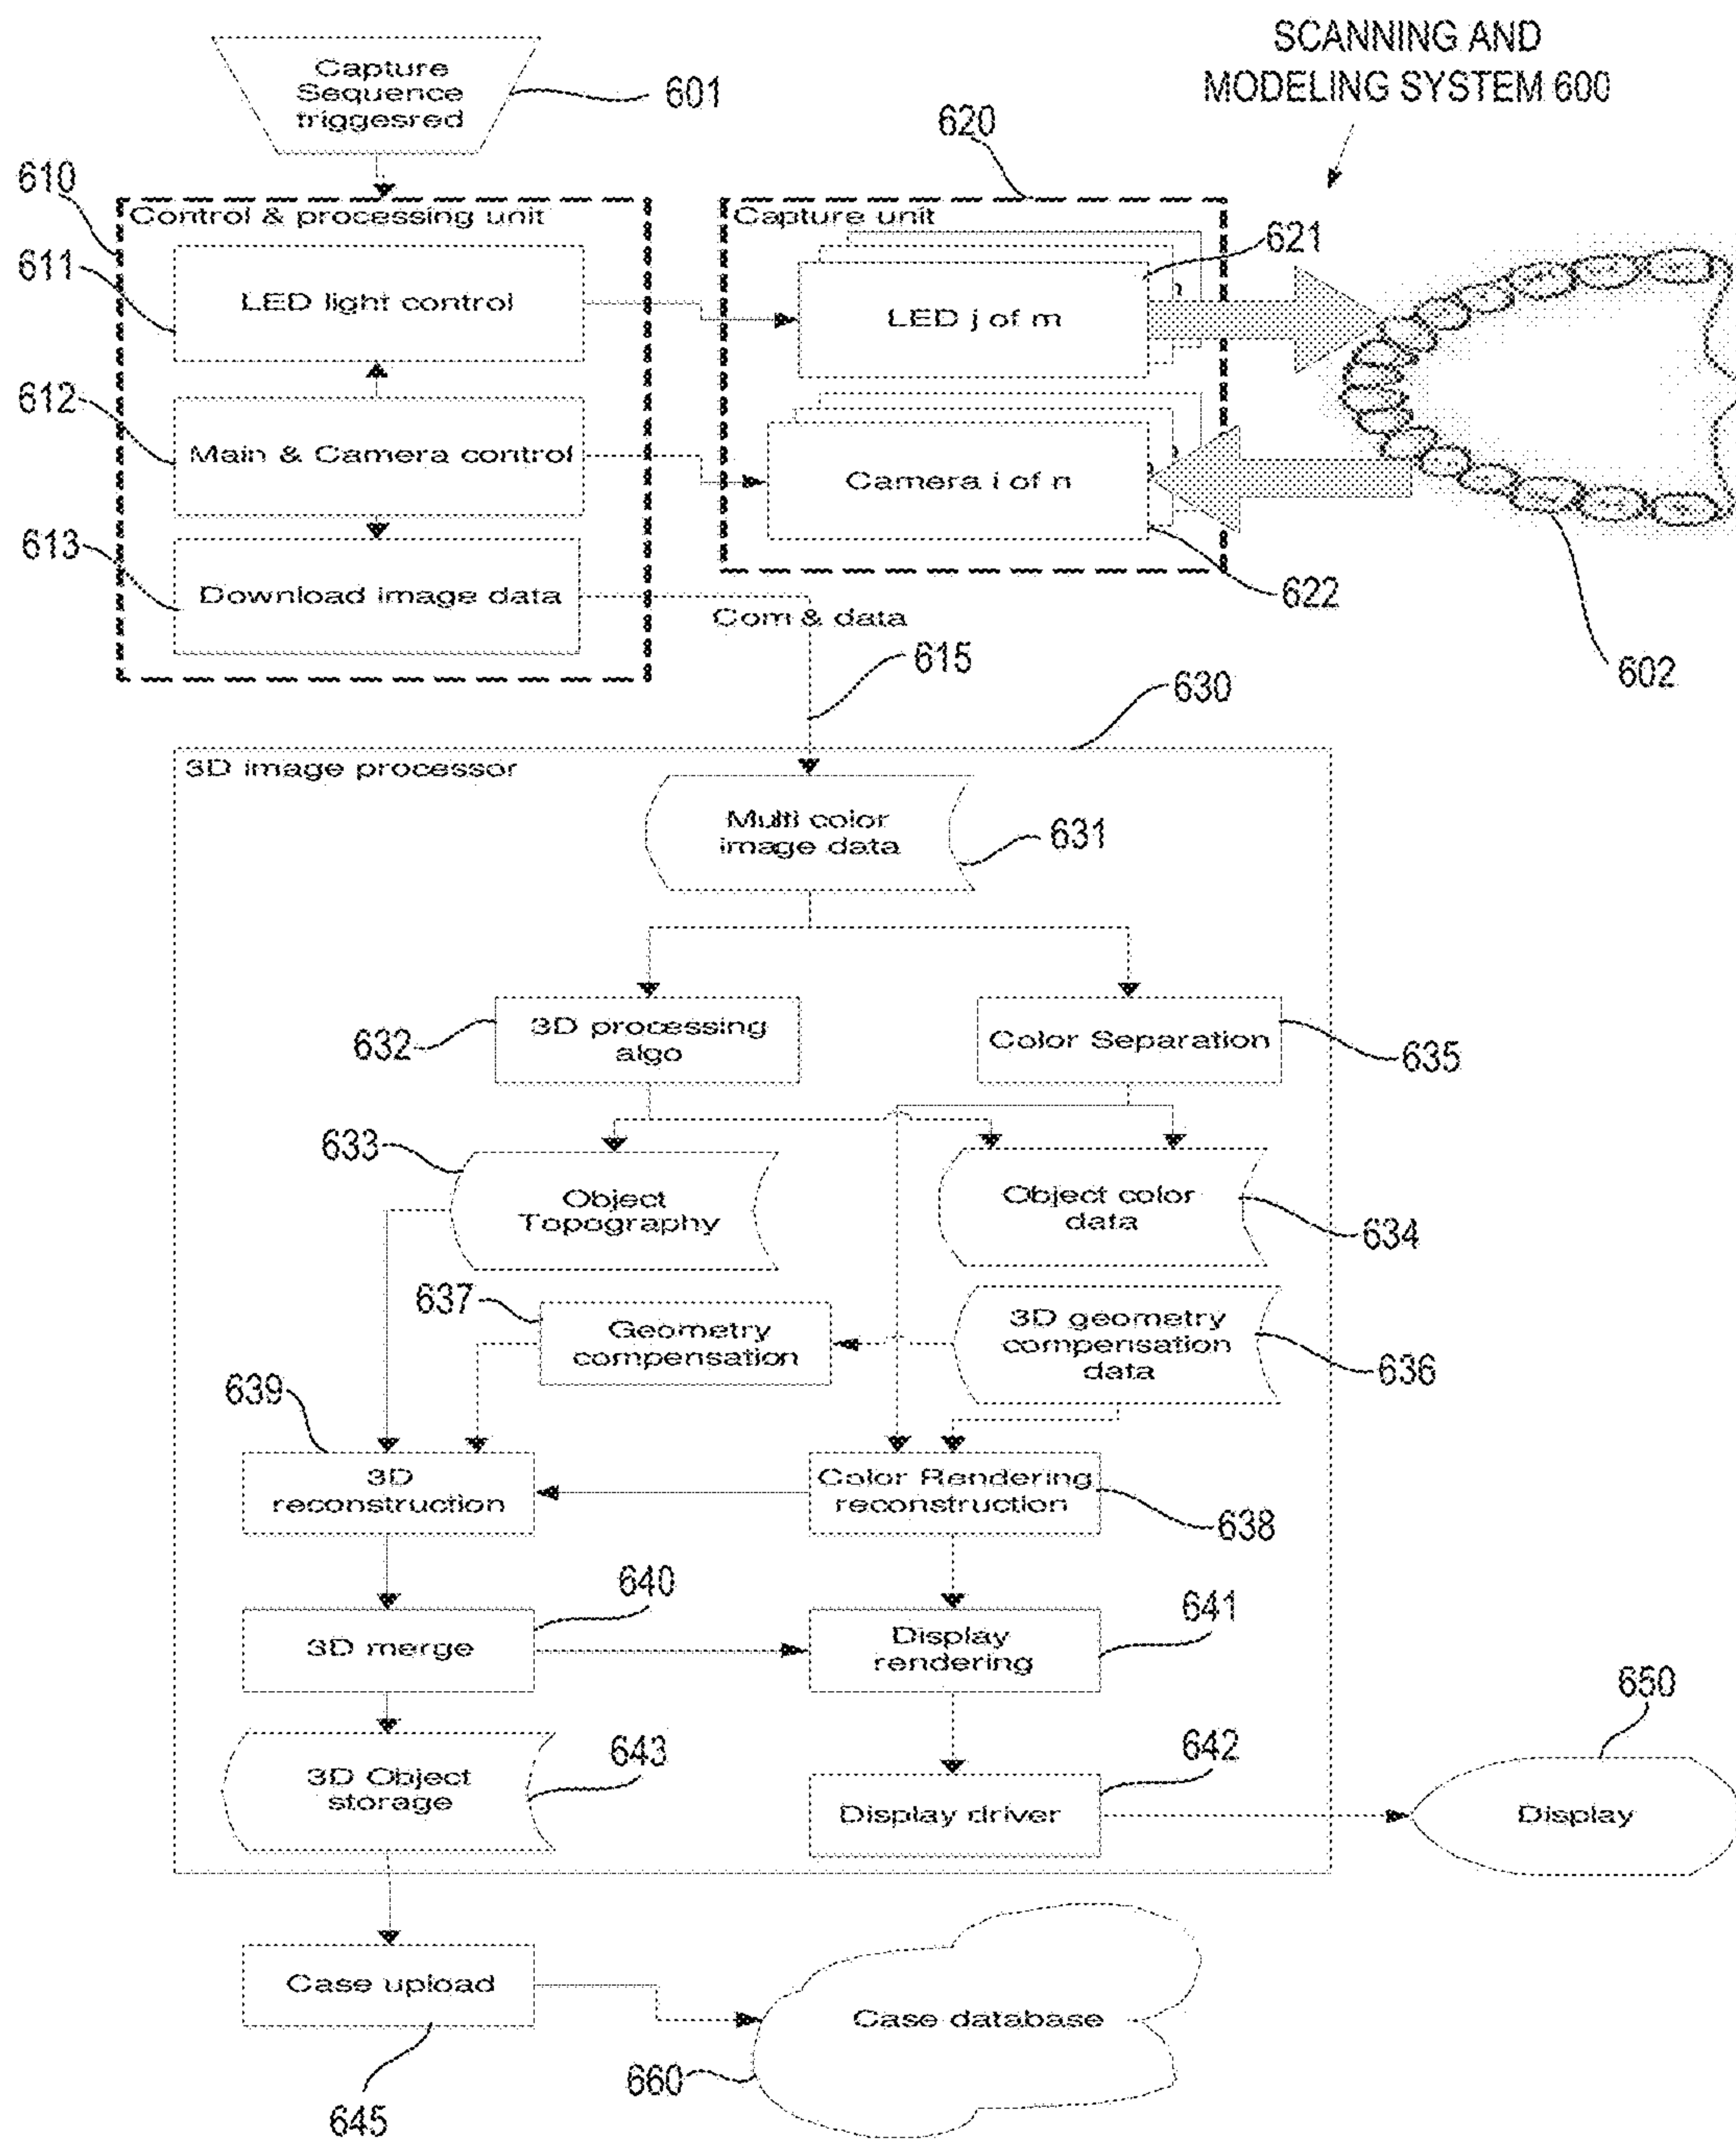 SCANNING AND
MODELING SYSTEM 600
Capture
Sequence
triggesred
601
620
610
Control & processing unit
Capture unit
621
611
LED light control
LED j of m
612
Main & Camera control
Camera i of n
613
Download image data
622
Com & data
615
602
630
3D image processor
Multi color
image data
631
632
3D processing
algo
Color Separation
635
633
Object
Topography
Object color
data
634
637
Geometry
compensation
3D geometry
compensation
data
636
639
3D
reconstruction
Color Rendering
reconstruction
638
640
641
3D merge
Display
rendering
650
643
642
3D Object
storage
Display driver
Display
Case upload
Case database
660
645